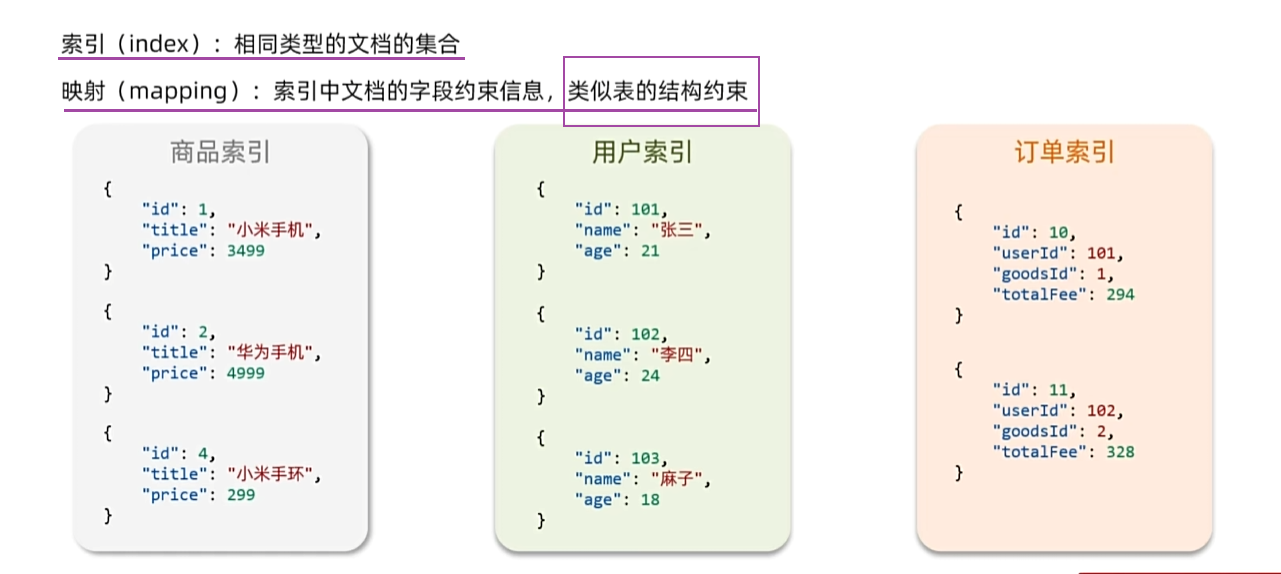 索引（index）：相同类型的文档的集合
映射（mapping）：索引中文档的字段约束信息，类似表的结构约束
商品索引
{
"id": 1,
"title": "小米手机",
"price": 3499
}
{
"id": 2,
"title": "华为手机",
"price": 4999
}
{
"id": 4,
"title": "小米手环",
"price": 299
}
用户索引
{
"id": 101,
"name": "张三",
"age": 21
}
{
"id": 102,
"name": "李四",
"age": 24
}
{
"id": 103,
"name": "麻子",
"age": 18
}
订单索引
{
"id": 10,
"userId": 101,
"goodsId": 1,
"totalFee": 294
}
{
"id": 11,
"userId": 102,
"goodsId": 2,
"totalFee": 328
}